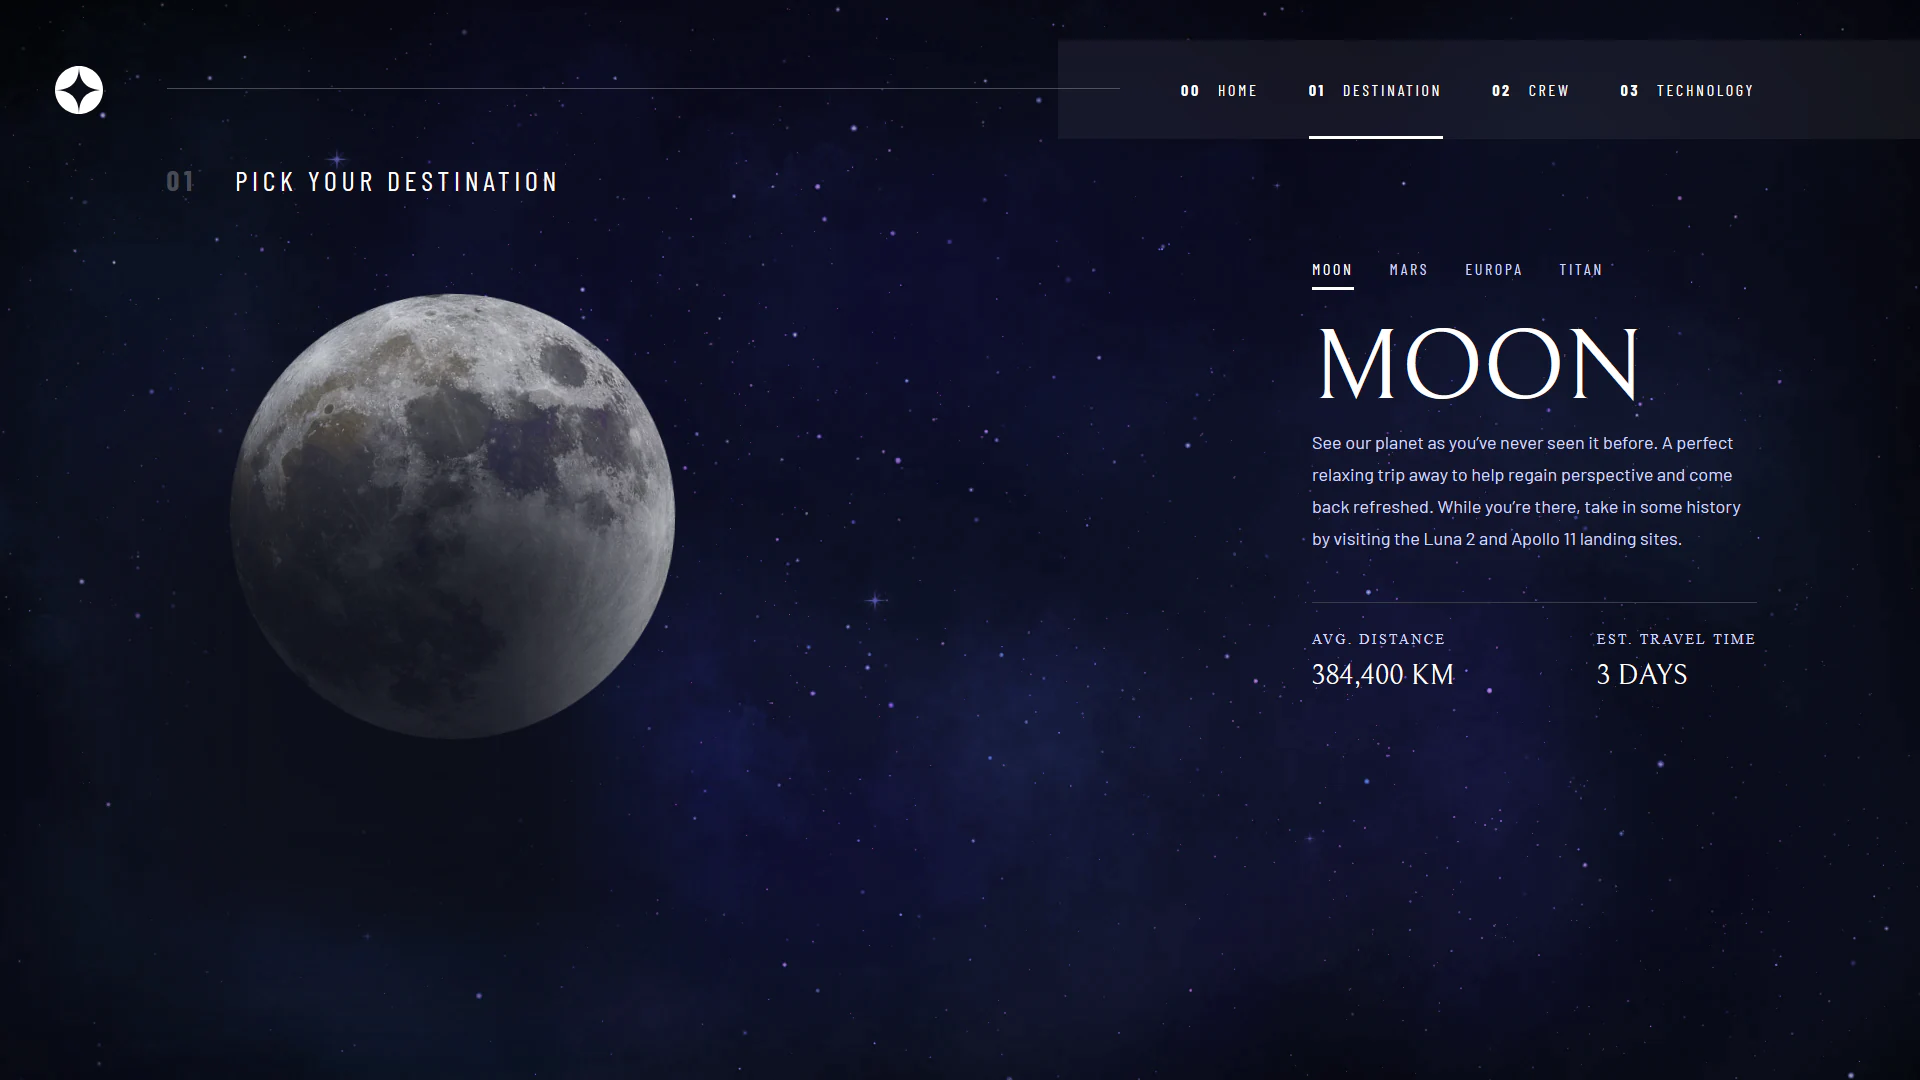 00 HOME 01 DESTINATION 02 CREW 03 TECHNOLOGY
01 PICK YOUR DESTINATION
MOON MARS EUROPA TITAN
MOON
See our planet as you’ve never seen it before. A perfect
relaxing trip away to help regain perspective and come
back refreshed. While you’re there, take in some history
by visiting the Luna 2 and Apollo 11 landing sites.
AVG. DISTANCE EST. TRAVEL TIME
384,400 KM 3 DAYS